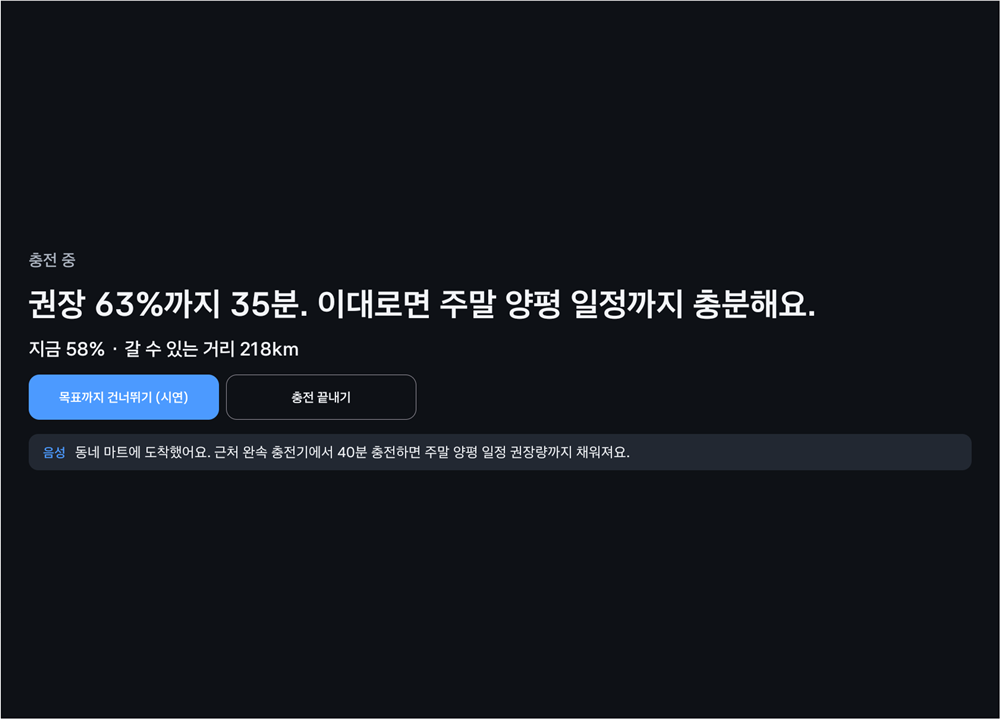 충전 중
권장 63%까지 35분. 이대로면 주말 양평 일정까지 충분해요.
지금 58% · 갈 수 있는 거리 218km
목표까지 건너뛰기 (시연) 충전 끝내기
음성 동네 마트에 도착했어요. 근처 완속 충전기에서 40분 충전하면 주말 양평 일정 권장량까지 채워져요.